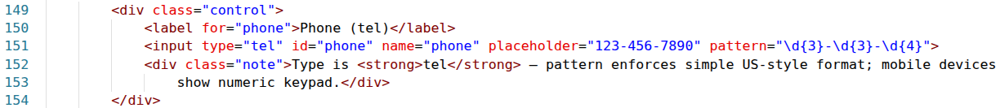 149 <div class="control">
150 <label for="phone">Phone (tel)</label>
151 <input type="tel" id="phone" name="phone" placeholder="123-456-7890" pattern="\d{3}-\d{3}-\d{4}">
152 <div class="note">Type is <strong>tel</strong> — pattern enforces simple US-style format; mobile devices
153 show numeric keypad.</div>
154 </div>